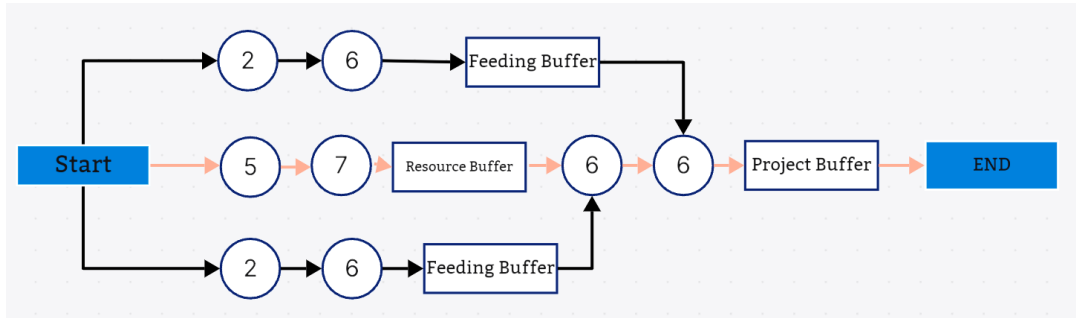 2
6
Feeding Buffer
Start
5
7
Resource Buffer
6
6
Project Buffer
END
2
6
Feeding Buffer